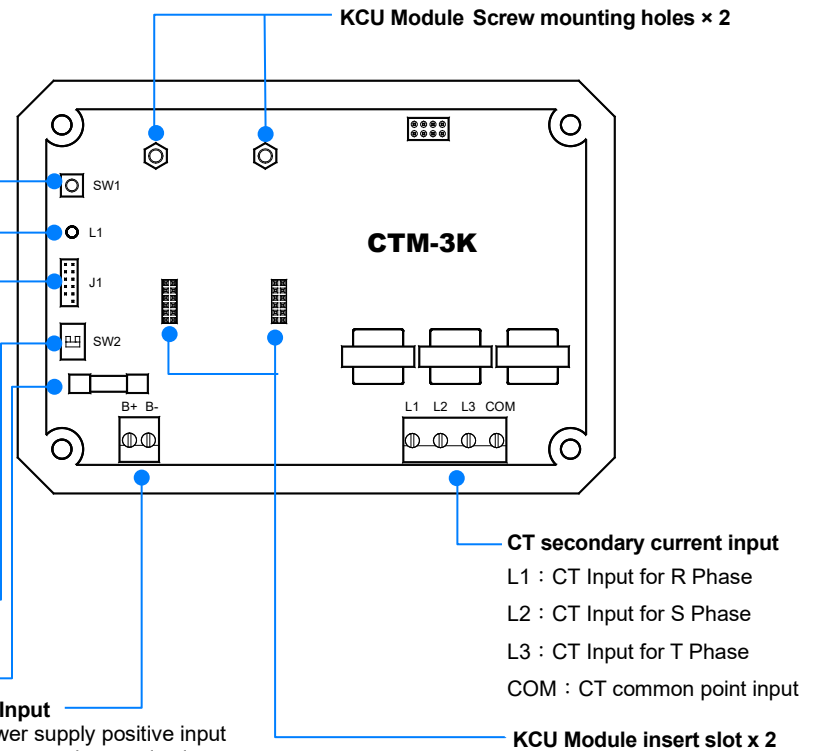 KCU Module Screw mounting holes × 2
SW1
L1
CTM-3K
J1
SW2
B+ B-
L1 L2 L3 COM
CT secondary current input
L1：CT Input for R Phase
L2：CT Input for S Phase
L3：CT Input for T Phase
COM：CT common point input
Input
wer supply positive input
KCU Module insert slot x 2